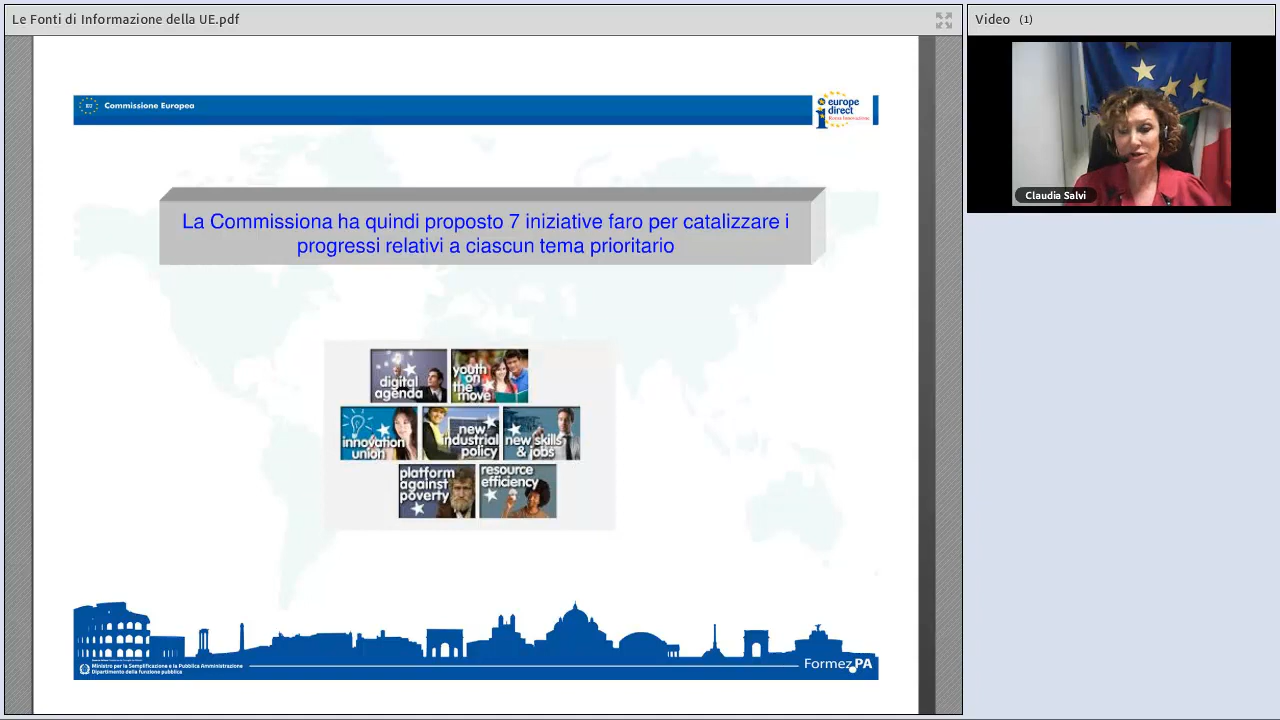 Le Fonti di Informazione della UE.pdf
Video (1)
Commissione Europea
europe
direct
Claudia Salvi
La Commissiona ha quindi proposto 7 iniziative faro per catalizzare i
progressi relativi a ciascun tema prioritario
digital
agenda
youth
on
the
move
innovation
union
new
industrial
policy
new skills
& jobs
platform
against
poverty
resource
efficiency
Ministro per la Semplificazione e la Pubblica Amministrazione
Dipartimento della funzione pubblica
FormezPA